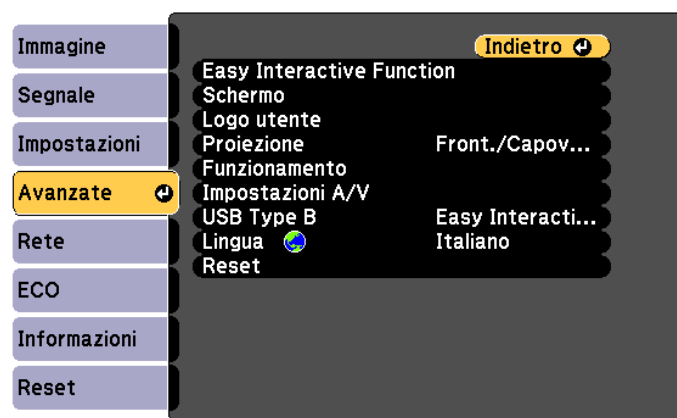 Immagine
Segnale
Impostazioni
Avanzate
Rete
ECO
Informazioni
Reset
Indietro
Easy Interactive Function
Schermo
Logo utente
Proiezione Front./Capov...
Funzionamento
Impostazioni A/V
USB Type B Easy Interacti...
Lingua Italiano
Reset